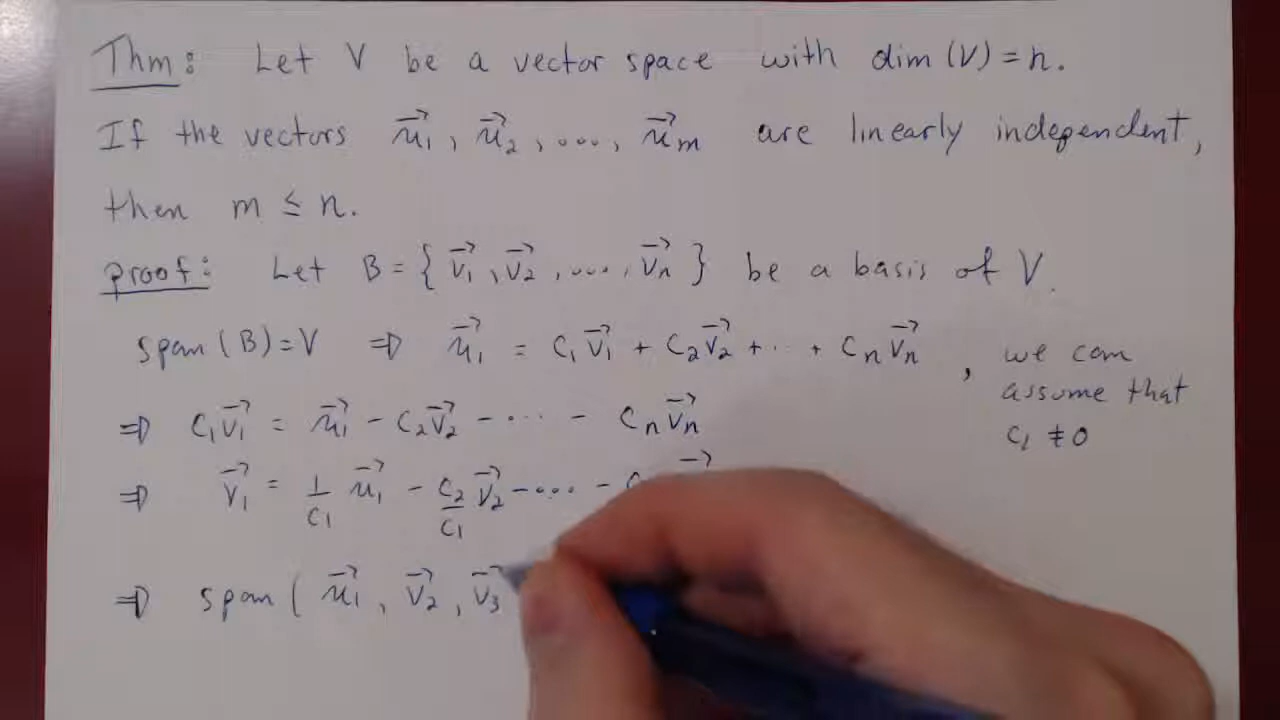 Thm: Let V be a vector space with dim(V) = n.
If the vectors u⃗1, u⃗2, ..., u⃗m are linearly independent,
then m ≤ n.
proof: Let B = { v⃗1, v⃗2, ..., v⃗n } be a basis of V.
span(B) = V ⇒ u⃗1 = c1v⃗1 + c2v⃗2 + ... + cnv⃗n, we can
assume that
c1 ≠ 0
⇒ c1v⃗1 = u⃗1 - c2v⃗2 - .... - cnv⃗n
⇒ v⃗1 = 1/c1 u⃗1 - c2/c1 v⃗2 - .... -
⇒ span( u⃗1, v⃗2, v⃗3